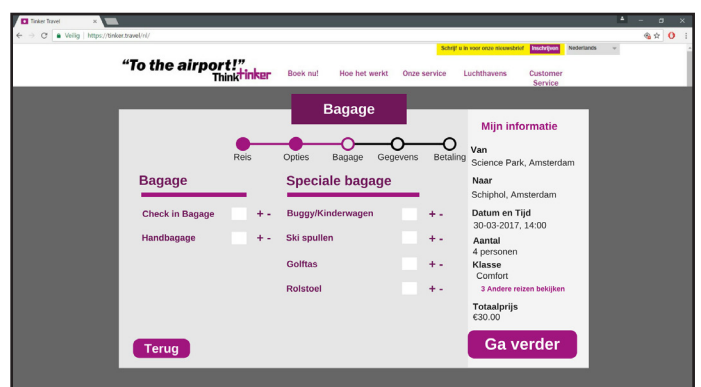 Tinker Travel
Veilig https://tinker.travel/nl/
Schrijf u in voor onze nieuwsbrief Inschrijven Nederlands
"To the airport!"
Thinktinker
Boek nu! Hoe het werkt Onze service Luchthavens Customer Service
Bagage
Reis Opties Bagage Gegevens Betaling
Bagage
Check in Bagage + -
Handbagage + -
Speciale bagage
Buggy/Kinderwagen + -
Ski spullen + -
Golftas + -
Rolstoel + -
Terug
Mijn informatie
Van
Science Park, Amsterdam
Naar
Schiphol, Amsterdam
Datum en Tijd
30-03-2017, 14:00
Aantal
4 personen
Klasse
Comfort
3 Andere reizen bekijken
Totaalprijs
€30.00
Ga verder